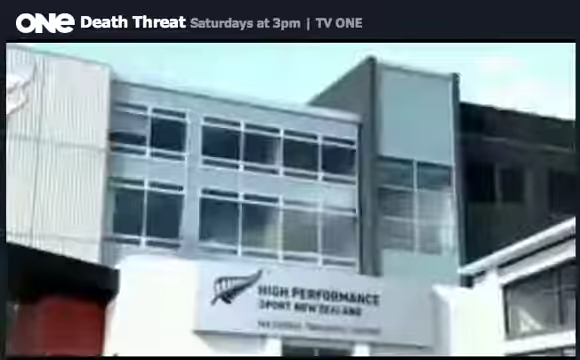 ONE Death Threat Saturdays at 3pm | TV ONE
HIGH PERFORMANCE
SPORT NEW ZEALAND